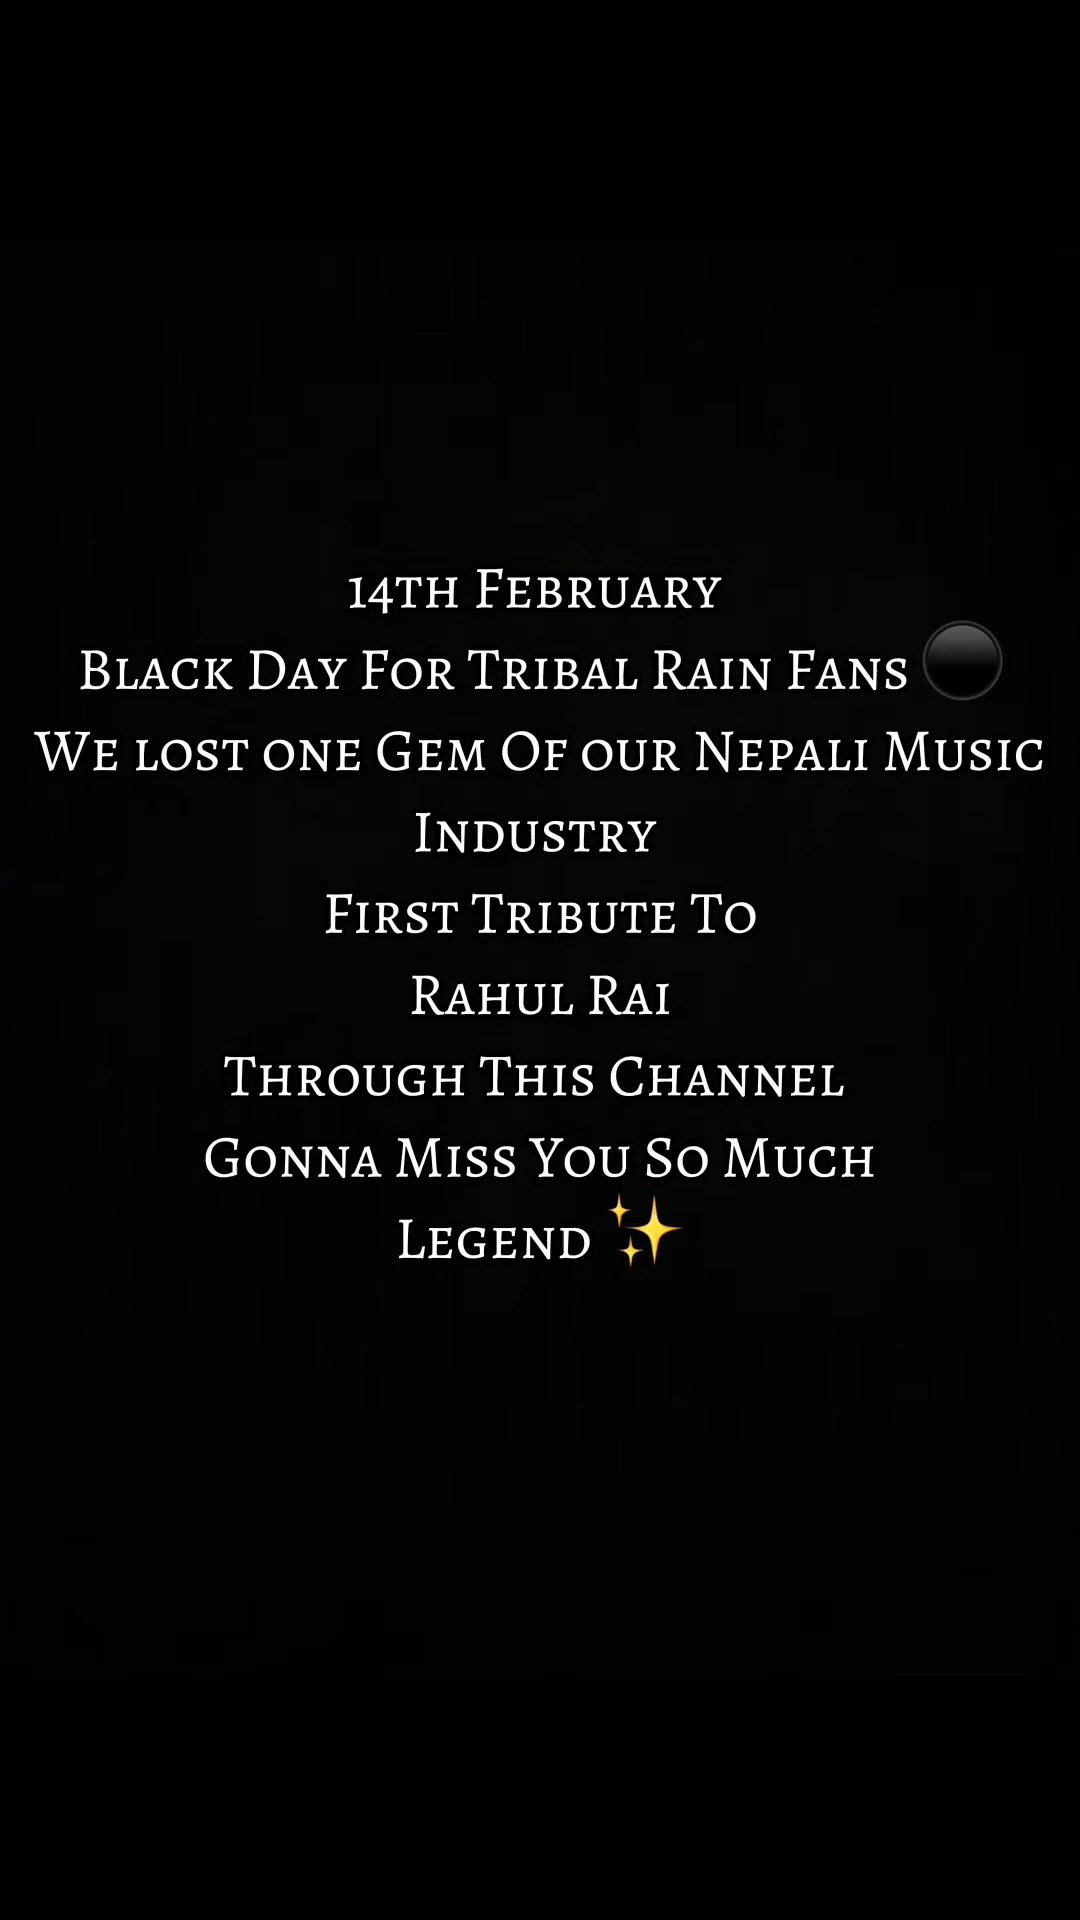 14th February
Black Day For Tribal Rain Fans ⚫
We lost one Gem Of our Nepali Music
Industry
First Tribute To
Rahul Rai
Through This Channel
Gonna Miss You So Much
Legend ✨